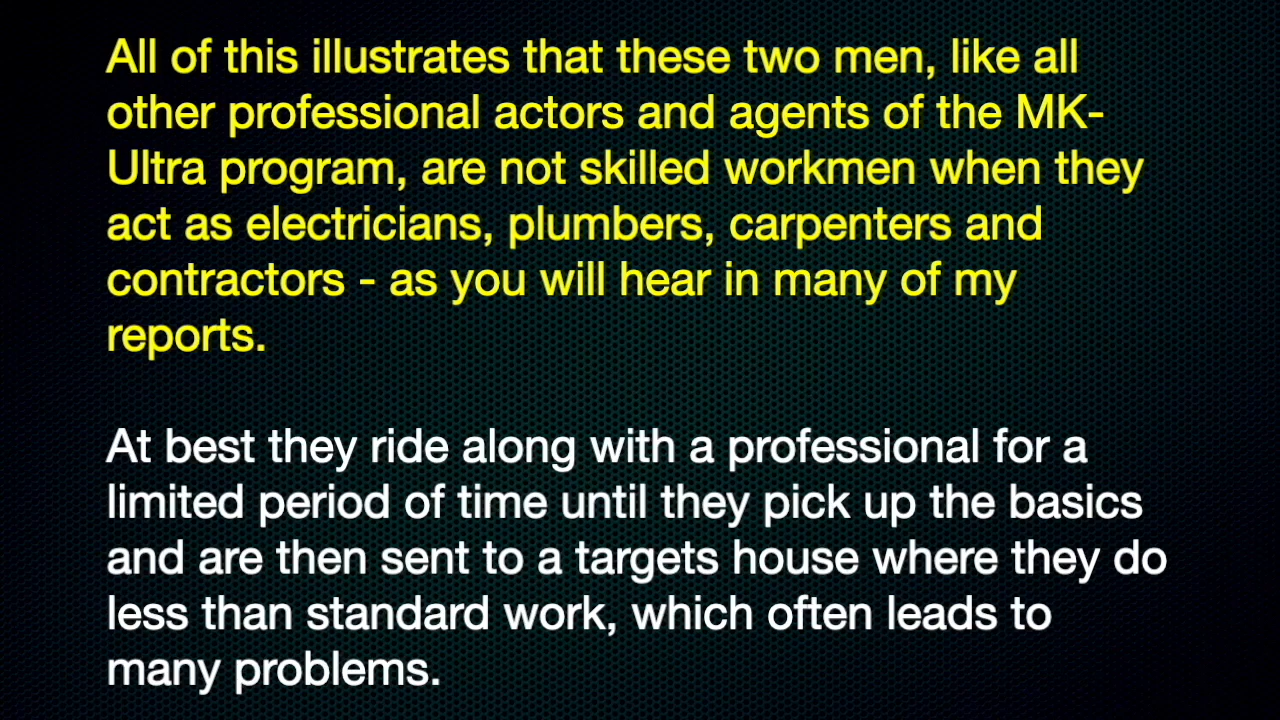 All of this illustrates that these two men, like all
other professional actors and agents of the MK-
Ultra program, are not skilled workmen when they
act as electricians, plumbers, carpenters and
contractors - as you will hear in many of my
reports.
At best they ride along with a professional for a
limited period of time until they pick up the basics
and are then sent to a targets house where they do
less than standard work, which often leads to
many problems.